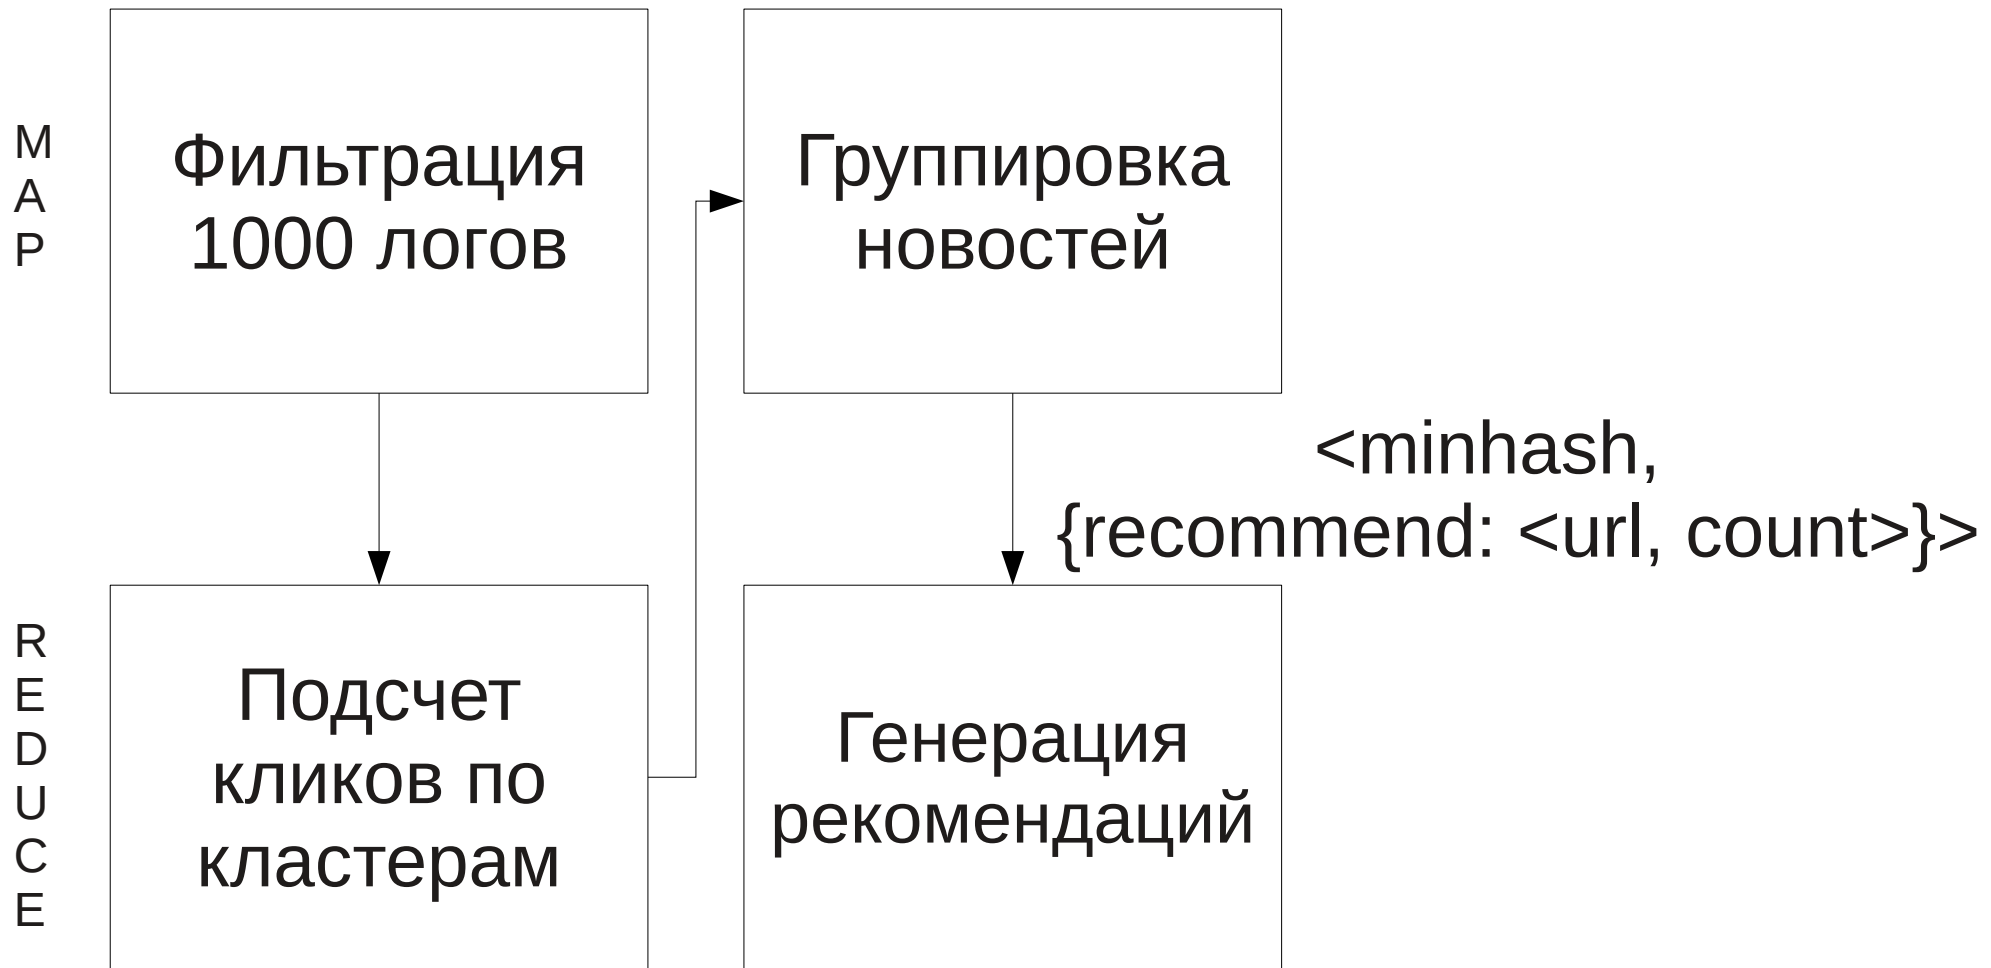 M
A
P
Фильтрация
1000 логов
Группировка
новостей
<minhash,
{recommend: <url, count>}>
R
E
D
U
C
E
Подсчет
кликов по
кластерам
Генерация
рекомендаций